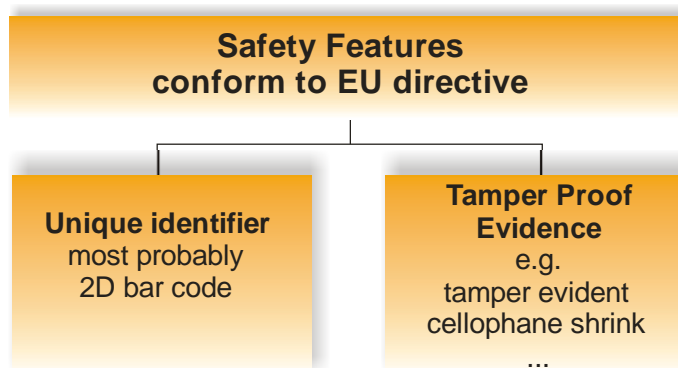 Safety Features
conform to EU directive
Unique identifier
most probably
2D bar code
Tamper Proof
Evidence
e.g.
tamper evident
cellophane shrink
...